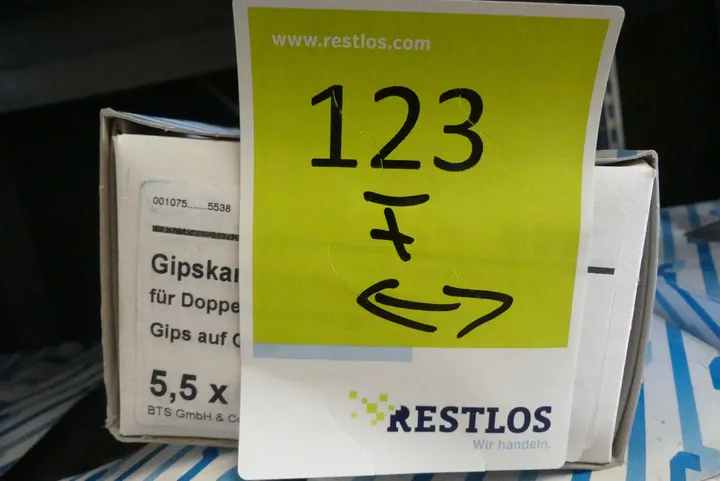 www.restlos.com
123
001075.......5538
Gipskar
für Doppe
Gips auf G
5,5 x
BTS GmbH & Co
RESTLOS
Wir handeln.